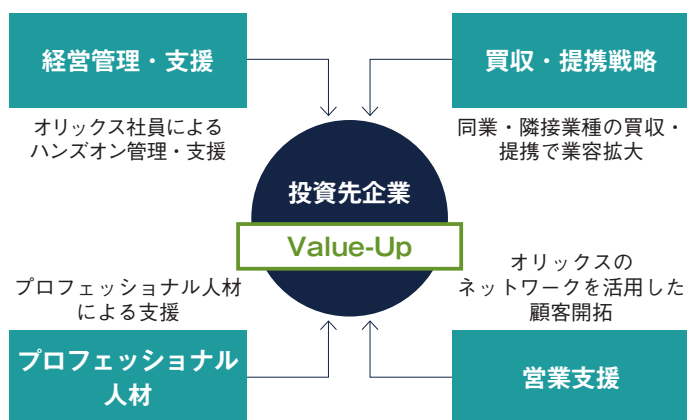 経営管理・支援
買収・提携戦略
オリックス社員による
ハンズオン管理・支援
同業・隣接業種の買収・
提携で業容拡大
投資先企業
Value-Up
プロフェッショナル人材
による支援
オリックスの
ネットワークを活用した
顧客開拓
プロフェッショナル
人材
営業支援